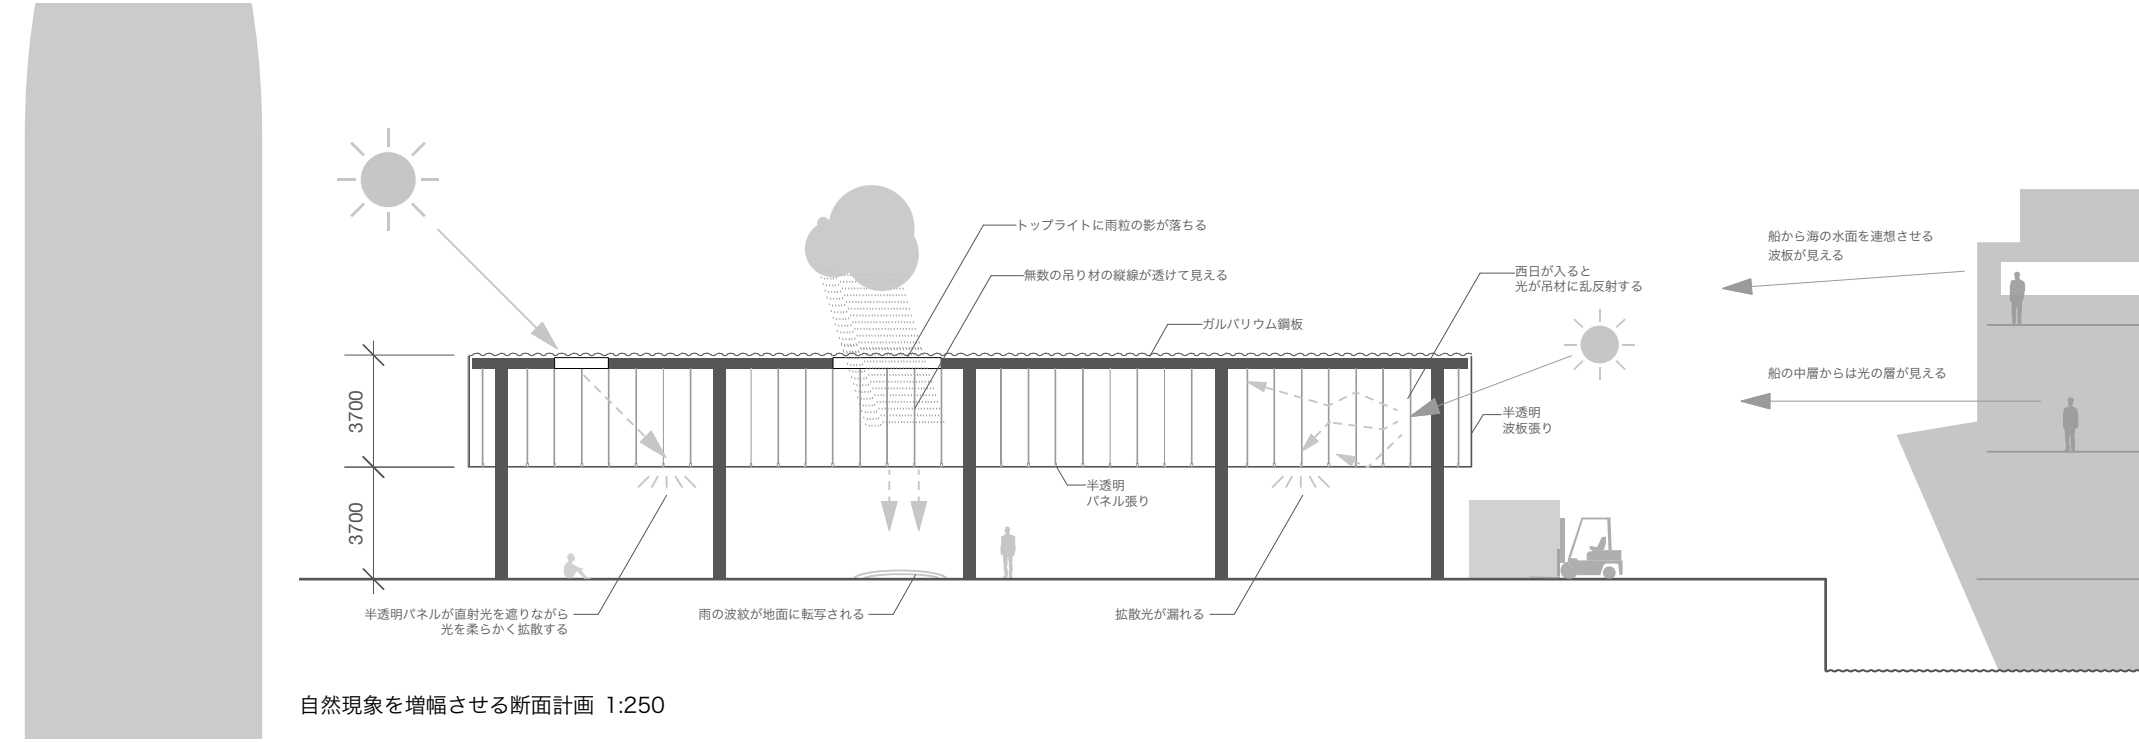 トップライトに雨粒の影が落ちる
無数の吊り材の縦線が透けて見える
ガルバリウム鋼板
西日が入ると
光が吊材に乱反射する
船から海の水面を連想させる
波板が見える
船の中層からは光の層が見える
半透明
波板張り
半透明
パネル張り
3700
3700
半透明パネルが直射光を遮りながら
光を柔らかく拡散する
雨の波紋が地面に転写される
拡散光が漏れる
自然現象を増幅させる断面計画 1:250